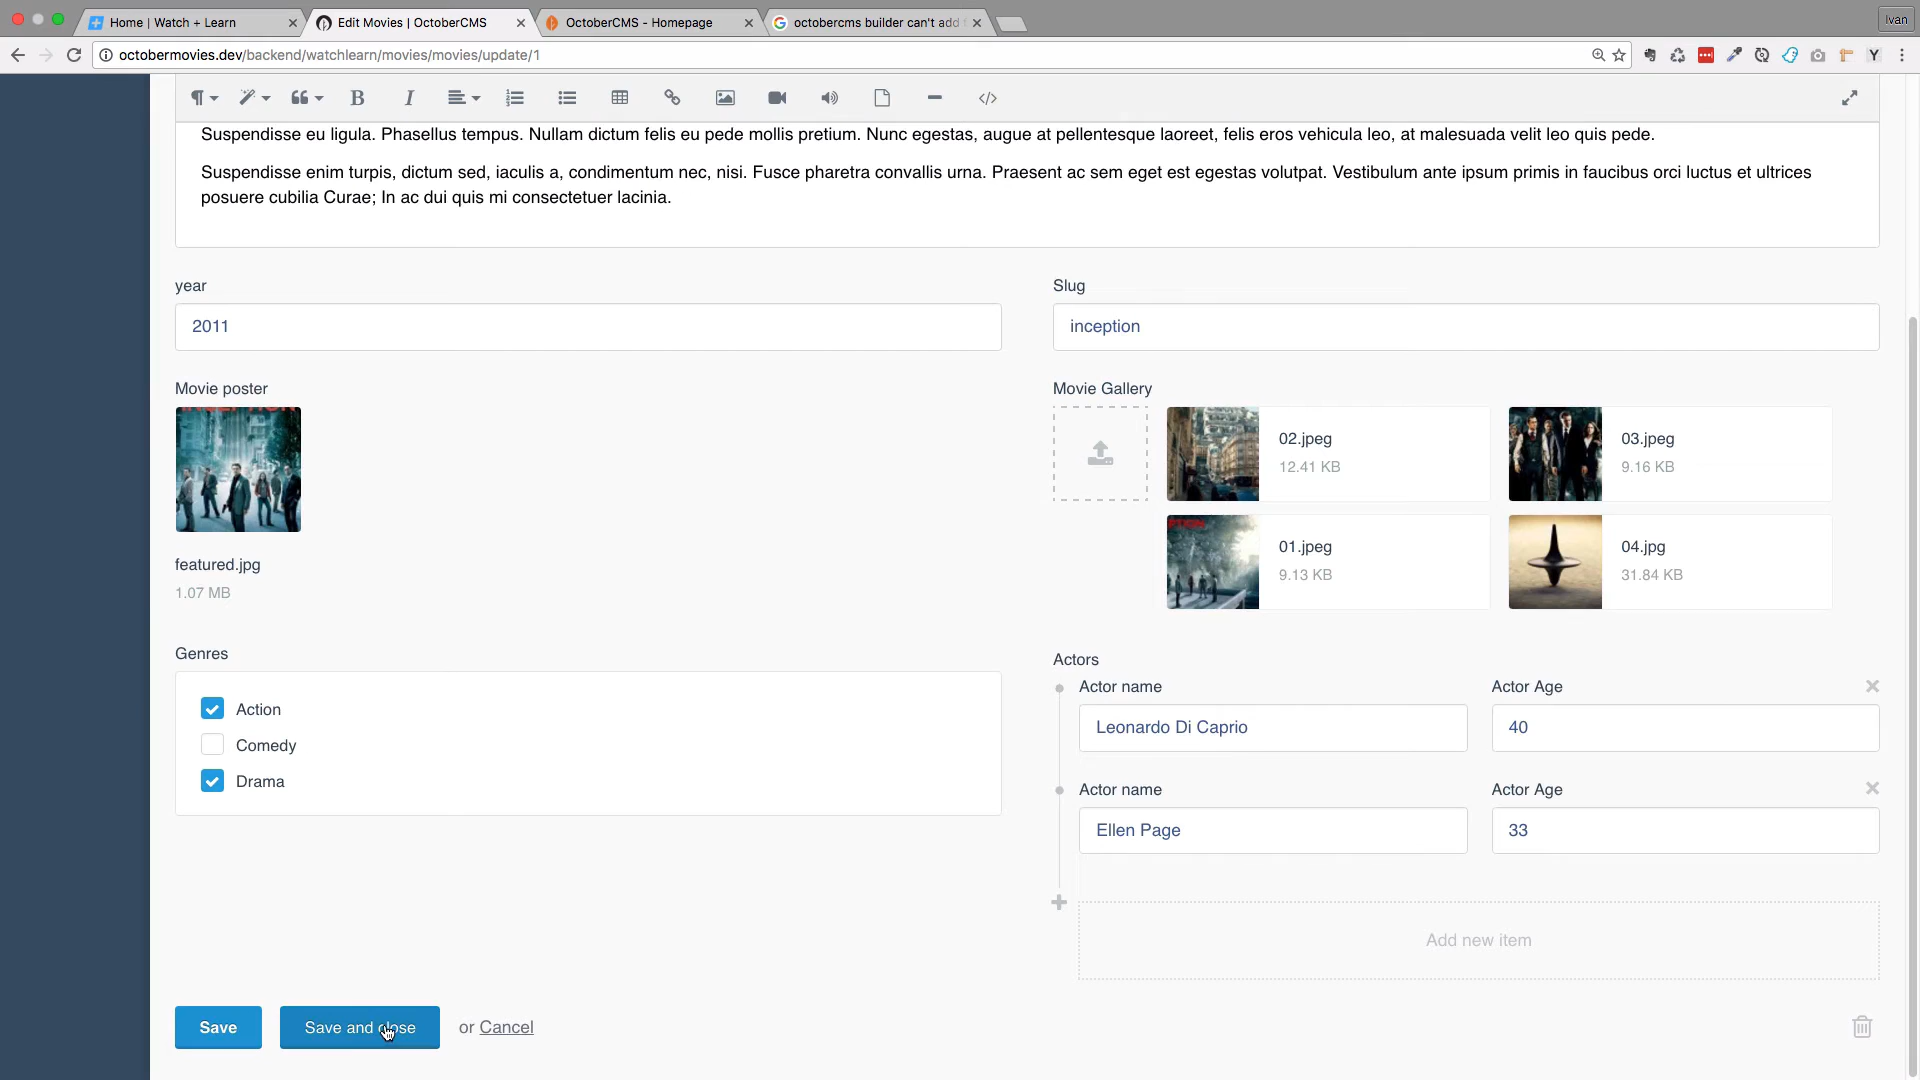 Home | Watch + Learn
Edit Movies | OctoberCMS
OctoberCMS - Homepage
octobercms builder can't add
Ivan
octobermovies.dev/backend/watchlearn/movies/movies/update/1
Suspendisse eu ligula. Phasellus tempus. Nullam dictum felis eu pede mollis pretium. Nunc egestas, augue at pellentesque laoreet, felis eros vehicula leo, at malesuada velit leo quis pede.
Suspendisse enim turpis, dictum sed, iaculis a, condimentum nec, nisi. Fusce pharetra convallis urna. Praesent ac sem eget est egestas volutpat. Vestibulum ante ipsum primis in faucibus orci luctus et ultrices
posuere cubilia Curae; In ac dui quis mi consectetuer lacinia.
year
2011
Slug
inception
Movie poster
featured.jpg
1.07 MB
Movie Gallery
02.jpeg
12.41 KB
03.jpeg
9.16 KB
01.jpeg
9.13 KB
04.jpg
31.84 KB
Genres
Action
Comedy
Drama
Actors
Actor name
Actor Age
Leonardo Di Caprio
40
Actor name
Actor Age
Ellen Page
33
Add new item
Save
Save and close
or Cancel